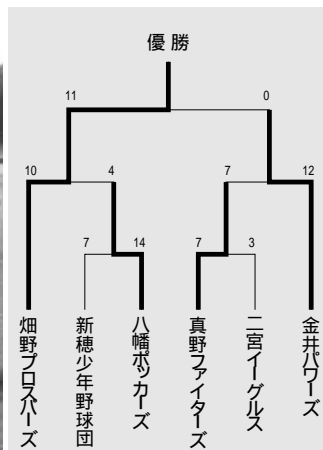 優勝
11 0
10 4 7 12
7 14 7 3
畑野プロスパーズ
新穂少年野球団
八幡ポッカーズ
真野ファイターズ
二宮イーグルス
金井パワーズ